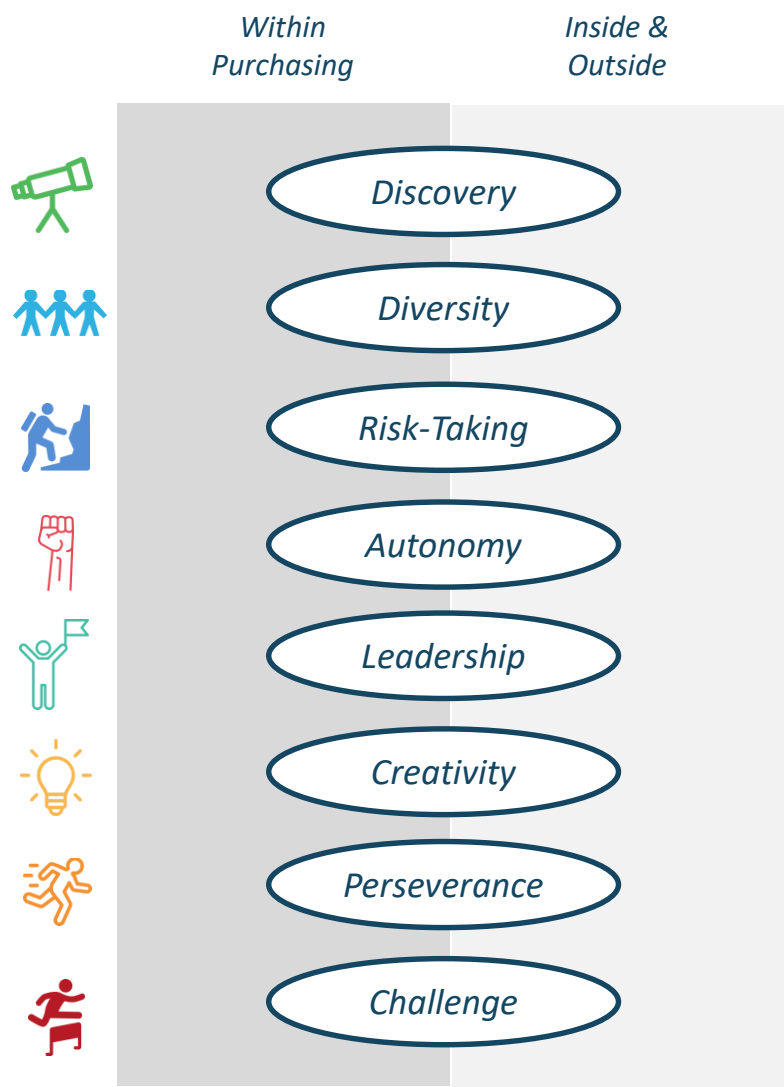 Within
Purchasing
Inside &
Outside
Discovery
Diversity
Risk-Taking
Autonomy
Leadership
Creativity
Perseverance
Challenge